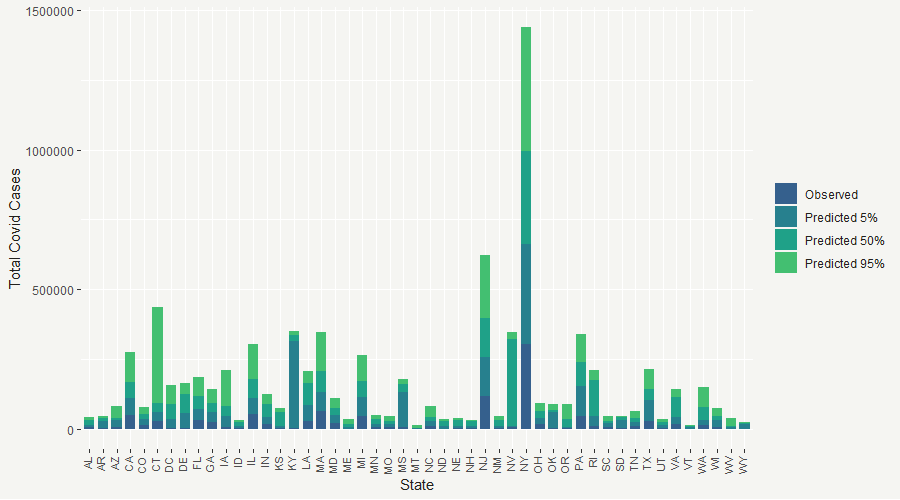 Total Covid Cases
1500000
1000000
500000
0
AL AR AZ CA CO CT DC DE FL GA IA ID IL IN KS KY LA MA MD ME MI MN MO MS MT NC ND NE NH NJ NM NV NY OH OK OR PA RI SC SD TN TX UT VA VT WA WI WV WY
State
Observed
Predicted 5%
Predicted 50%
Predicted 95%